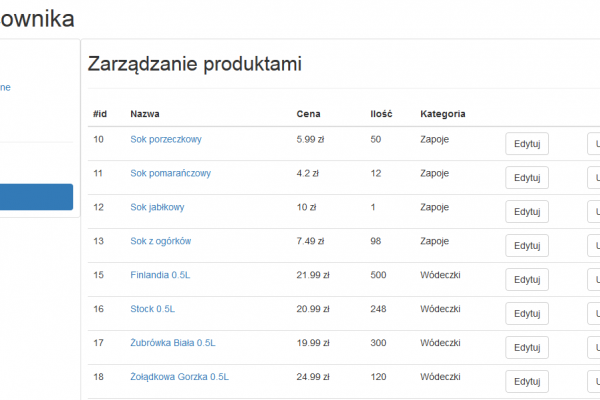 ownika
ne
Zarządzanie produktami
#id Nazwa Cena Ilość Kategoria
10 Sok porzeczkowy 5.99 zł 50 Zapoje Edytuj U
11 Sok pomarańczowy 4.2 zł 12 Zapoje Edytuj U
12 Sok jabłkowy 10 zł 1 Zapoje Edytuj U
13 Sok z ogórków 7.49 zł 98 Zapoje Edytuj U
15 Finlandia 0.5L 21.99 zł 500 Wódeczki Edytuj U
16 Stock 0.5L 20.99 zł 248 Wódeczki Edytuj U
17 Żubrówka Biała 0.5L 19.99 zł 300 Wódeczki Edytuj U
18 Żołądkowa Gorzka 0.5L 24.99 zł 120 Wódeczki Edytuj U